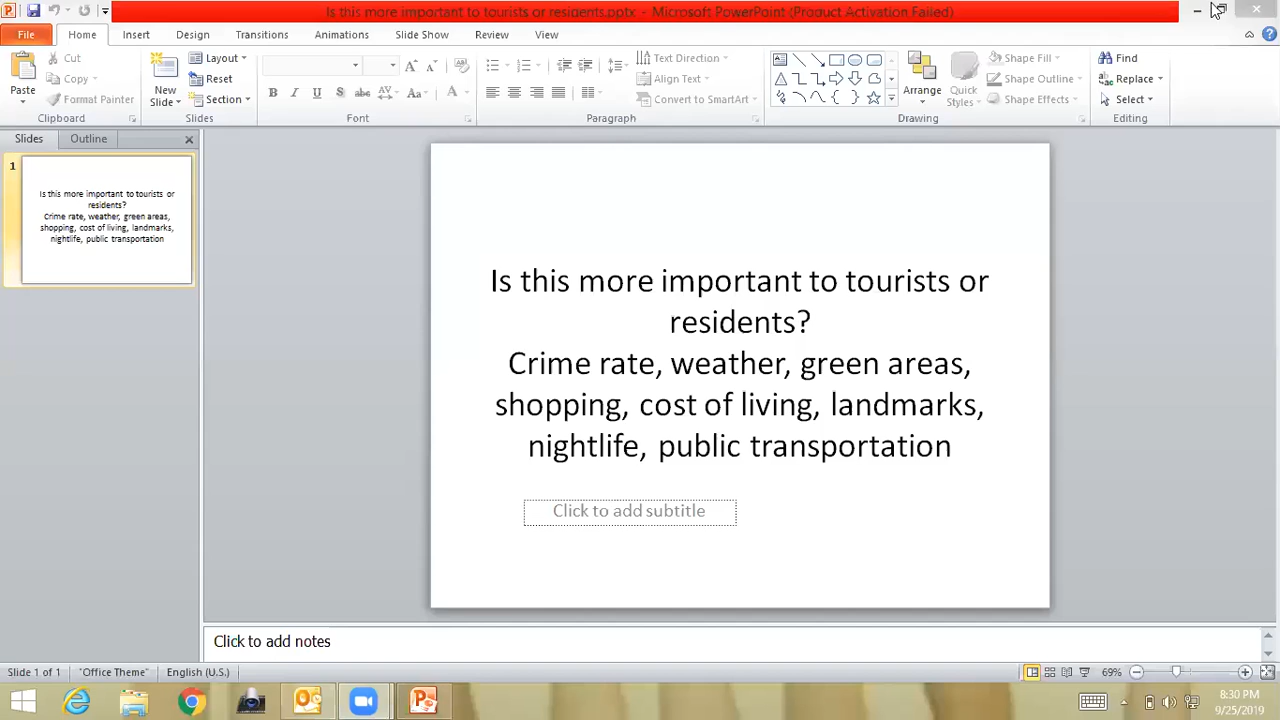 Is this more important to tourists or residents.pptx - Microsoft PowerPoint (Product Activation Failed)
File Home Insert Design Transitions Animations Slide Show Review View
Paste
Cut
Copy
Format Painter
Clipboard
New Slide
Layout
Reset
Section
Slides
B I U S abc AV Aa A
Font
Text Direction
Align Text
Convert to SmartArt
Paragraph
Arrange
Quick Styles
Shape Fill
Shape Outline
Shape Effects
Drawing
Find
Replace
Select
Editing
Slides Outline
1
Is this more important to tourists or
residents?
Crime rate, weather, green areas,
shopping, cost of living, landmarks,
nightlife, public transportation
Is this more important to tourists or
residents?
Crime rate, weather, green areas,
shopping, cost of living, landmarks,
nightlife, public transportation
Click to add subtitle
Click to add notes
Slide 1 of 1 "Office Theme" English (U.S.) 69%
8:30 PM
9/25/2019